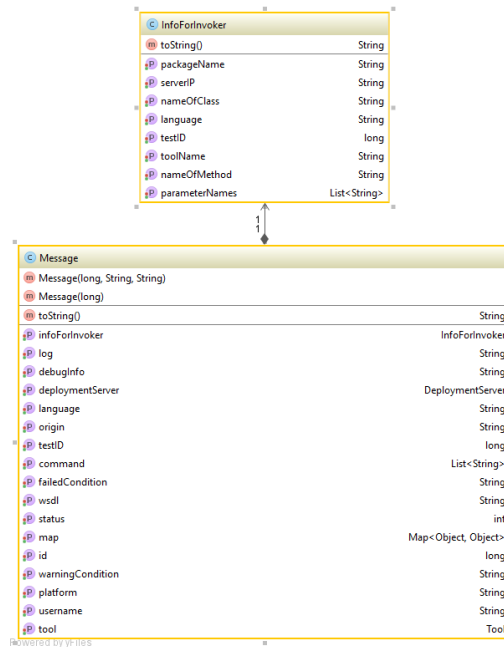 C InfoForInvoker
m toString() String
P packageName String
P serverIP String
P nameOfClass String
P language String
P testID long
P toolName String
P nameOfMethod String
P parameterNames List<String>
1
1
C Message
m Message(long, String, String)
m Message(long)
m toString() String
P infoForInvoker InfoForInvoker
P log String
P debugInfo String
P deploymentServer DeploymentServer
P language String
P origin String
P testID long
P command List<String>
P failedCondition String
P wsdl String
P status int
P map Map<Object, Object>
P id long
P warningCondition String
P platform String
P username String
P tool Tool
Powered by yFiles